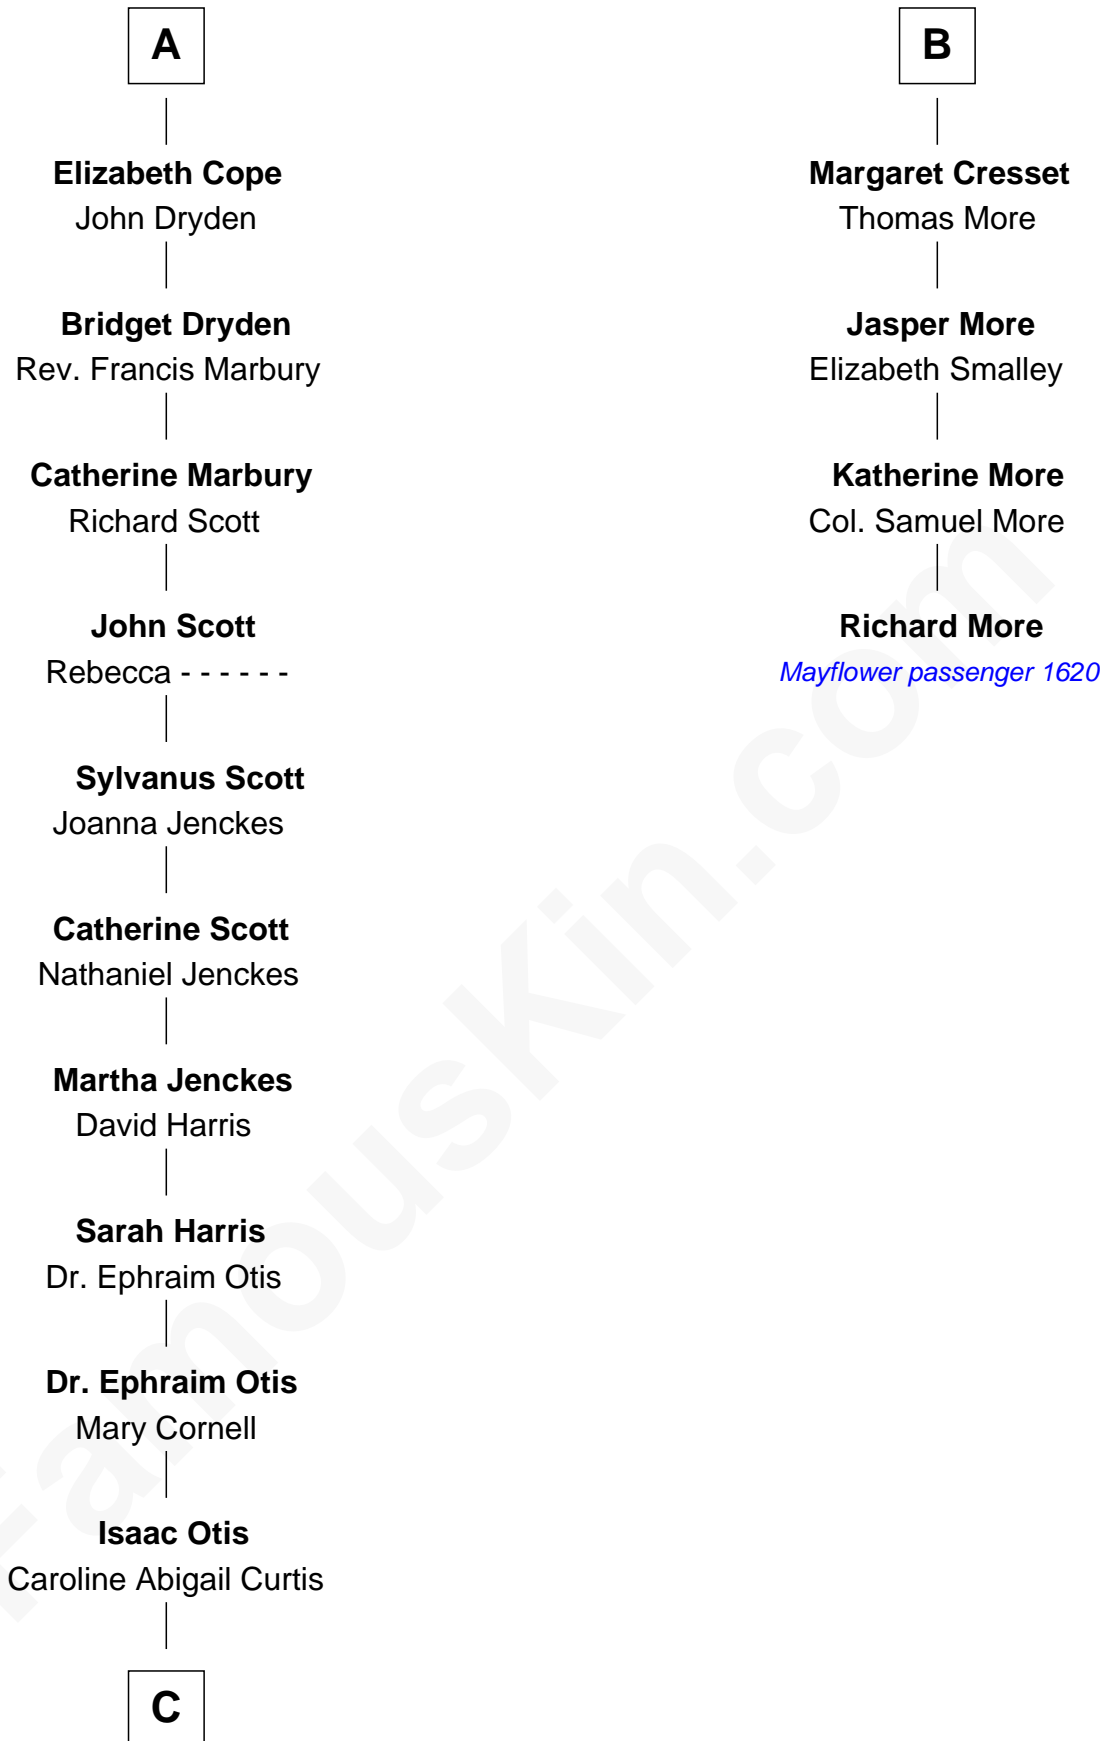 A
Elizabeth Cope
John Dryden
Bridget Dryden
Rev. Francis Marbury
Catherine Marbury
Richard Scott
John Scott
Rebecca - - - - - -
Sylvanus Scott
Joanna Jenckes
Catherine Scott
Nathaniel Jenckes
Martha Jenckes
David Harris
Sarah Harris
Dr. Ephraim Otis
Dr. Ephraim Otis
Mary Cornell
Isaac Otis
Caroline Abigail Curtis
C
B
Margaret Cresset
Thomas More
Jasper More
Elizabeth Smalley
Katherine More
Col. Samuel More
Richard More
Mayflower passenger 1620
FamousKin.com